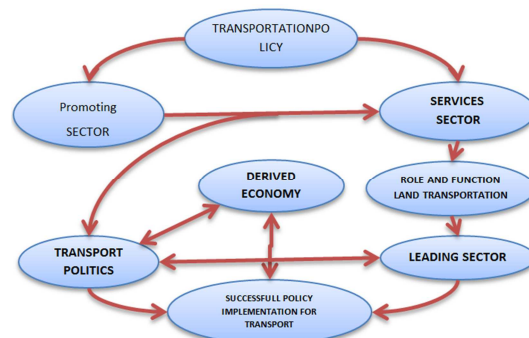 TRANSPORTATIONPO
LICY
Promoting
SECTOR
SERVICES
SECTOR
DERIVED
ECONOMY
ROLE AND FUNCTION
LAND TRANSPORTATION
TRANSPORT
POLITICS
LEADING SECTOR
SUCCESSFULL POLICY
IMPLEMENTATION FOR
TRANSPORT